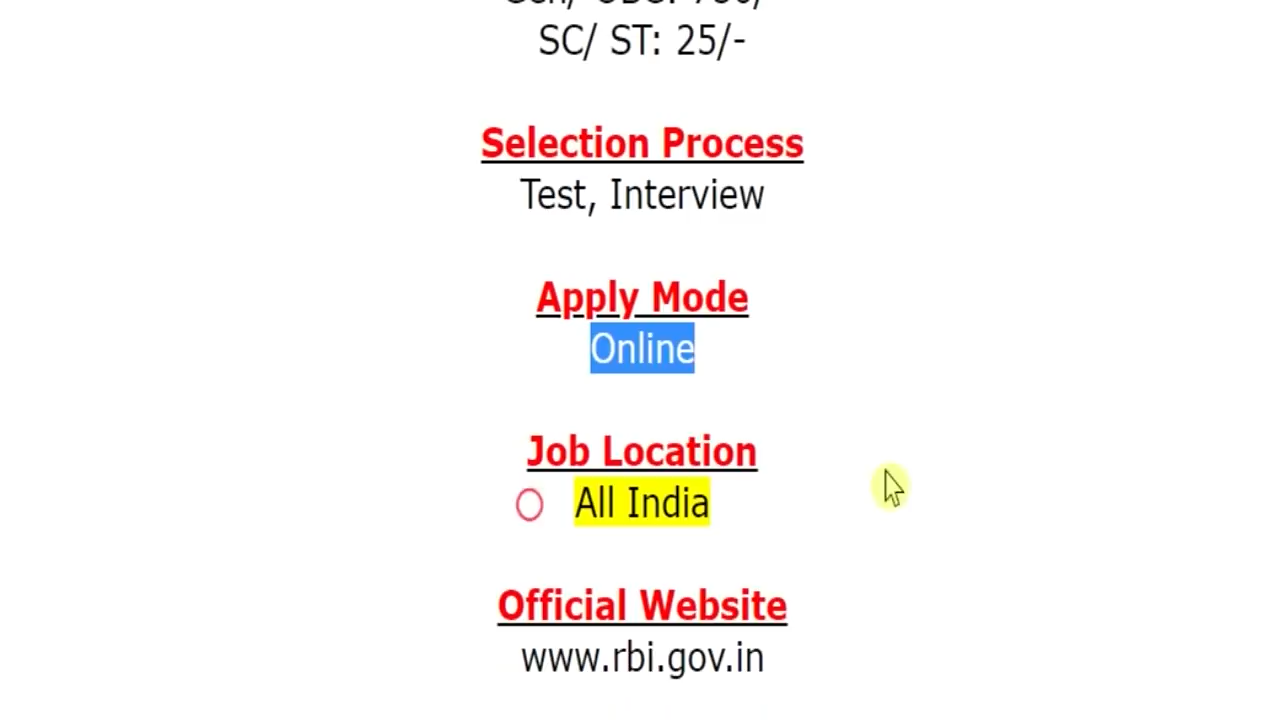 SC/ ST: 25/-
Selection Process
Test, Interview
Apply Mode
Online
Job Location
All India
Official Website
www.rbi.gov.in